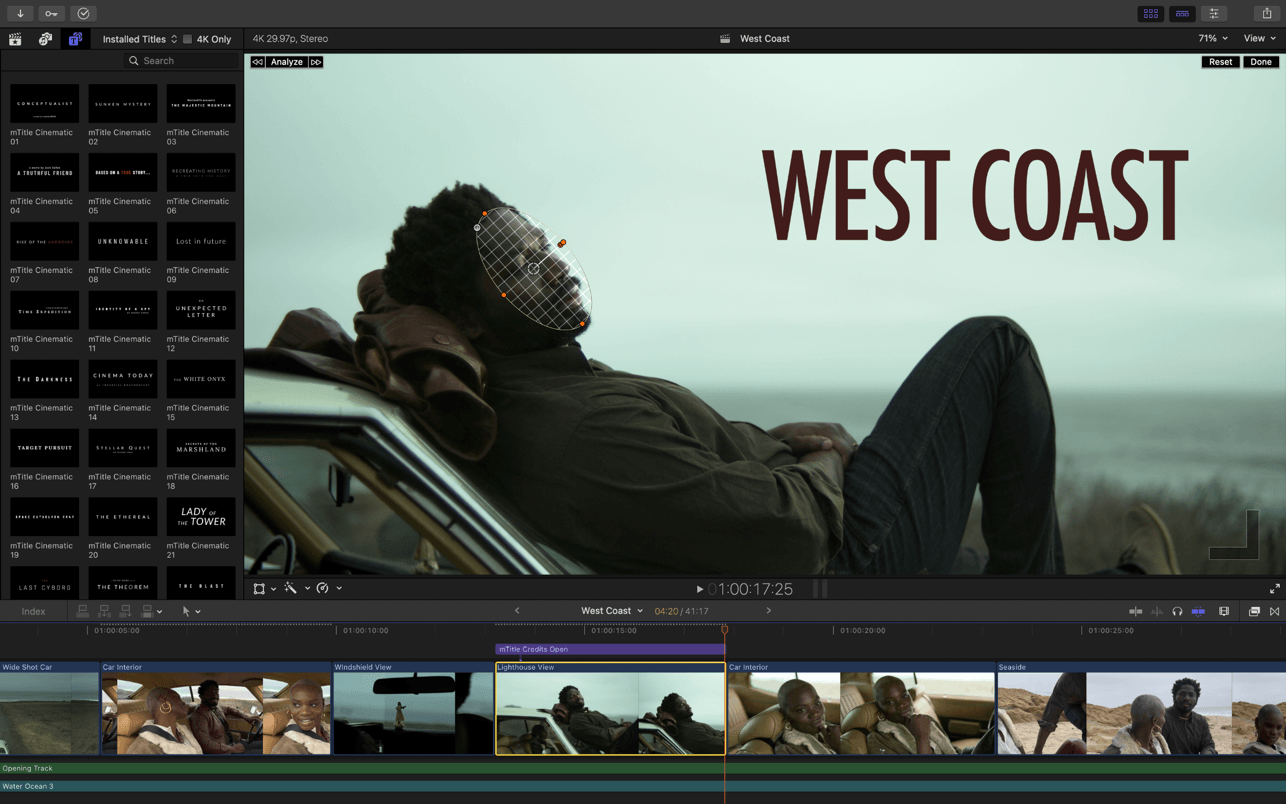 Installed Titles
4K Only
4K 29.97p, Stereo
West Coast
71%
View
Search
Analyze
Reset
Done
CONCEPTUALIST
SUNKEN MYSTERY
THE MAJESTIC MOUNTAIN
mTitle Cinematic 01
mTitle Cinematic 02
mTitle Cinematic 03
A TRUTHFUL FRIEND
BASED ON A TRUE STORY...
RECREATING HISTORY
mTitle Cinematic 04
mTitle Cinematic 05
mTitle Cinematic 06
RISE OF THE
UNKNOWABLE
Lost in future
mTitle Cinematic 07
mTitle Cinematic 08
mTitle Cinematic 09
TIME EXPEDITION
IDENTITY OF A SPY
AN
UNEXPECTED
LETTER
mTitle Cinematic 10
mTitle Cinematic 11
mTitle Cinematic 12
THE DARKNESS
CINEMA TODAY
THE WHITE ONYX
mTitle Cinematic 13
mTitle Cinematic 14
mTitle Cinematic 15
TARGET PURSUIT
STELLAR QUEST
SECRETS OF THE
MARSHLAND
mTitle Cinematic 16
mTitle Cinematic 17
mTitle Cinematic 18
THE ETHEREAL
LADY OF
THE TOWER
mTitle Cinematic 19
mTitle Cinematic 20
mTitle Cinematic 21
THE
LAST CYBORG
THE THEOREM
THE BLAST
WEST COAST
01:00:17:25
Index
West Coast
04:20 / 41:17
01:00:05:00
01:00:10:00
01:00:15:00
01:00:20:00
01:00:25:00
mTitle Credits Open
Wide Shot Car
Car Interior
Windshield View
Lighthouse View
Car Interior
Seaside
Opening Track
Water Ocean 3